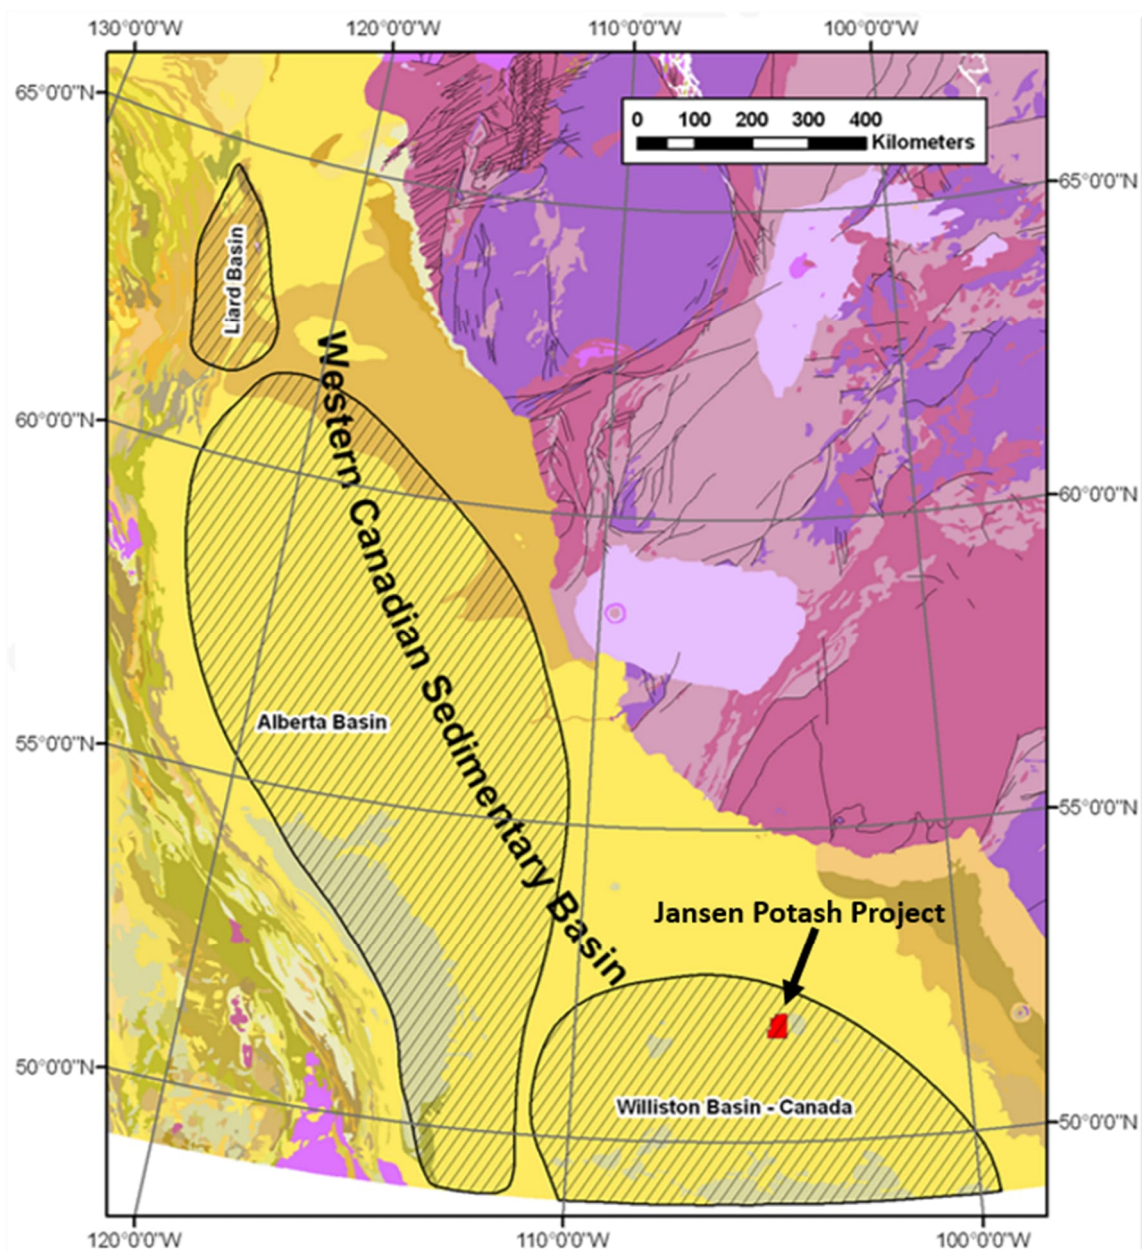 130°0'0"W 120°0'0"W 110°0'0"W 100°0'0"W
65°0'0"N
0 100 200 300 400
Kilometers
65°0'0"N
Liard Basin
Western Canadian Sedimentary Basin
60°0'0"N
60°0'0"N
Alberta Basin
55°0'0"N
55°0'0"N
Jansen Potash Project
50°0'0"N
Williston Basin - Canada
50°0'0"N
120°0'0"W 110°0'0"W 100°0'0"W